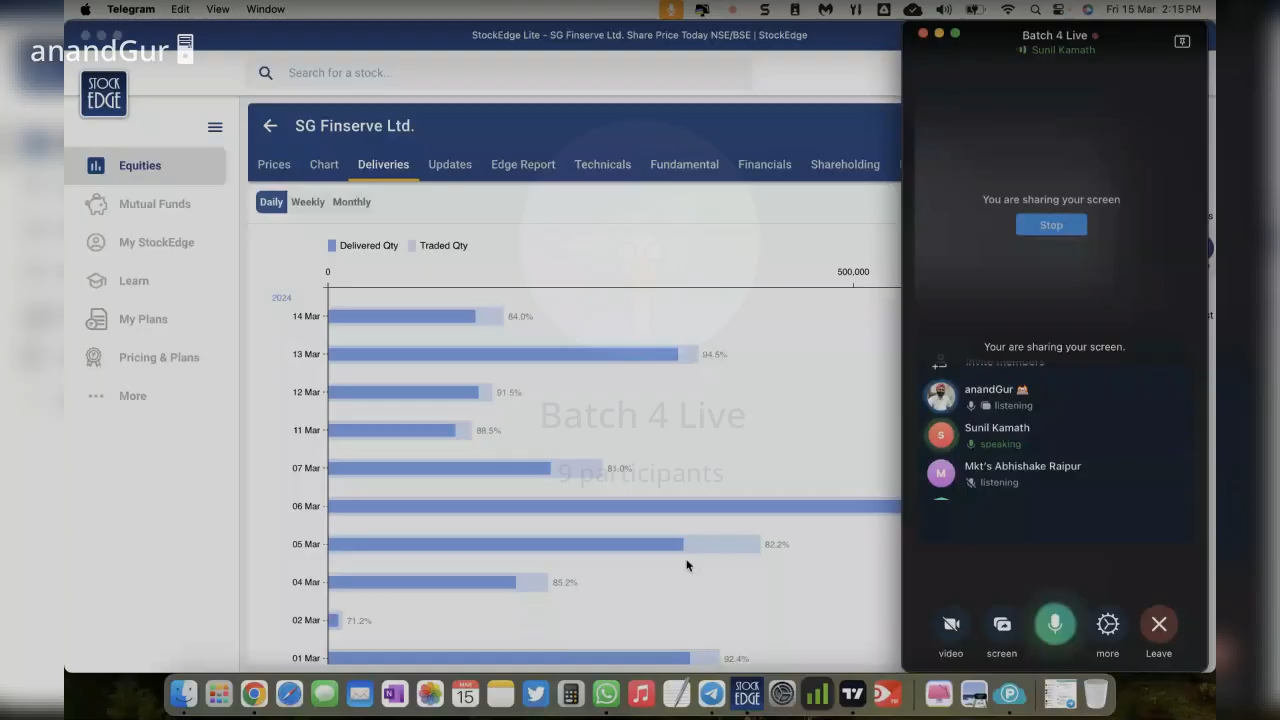 Telegram Edit View Window
Fri 15 Mar 2:15 PM
anandGur
StockEdge Lite - SG Finserve Ltd. Share Price Today NSE/BSE | StockEdge
STOCK EDGE
Search for a stock...
SG Finserve Ltd.
Prices Chart Deliveries Updates Edge Report Technicals Fundamental Financials Shareholding
Daily Weekly Monthly
Equities
Mutual Funds
My StockEdge
Learn
My Plans
Pricing & Plans
More
Delivered Qty Traded Qty
0 500,000
2024
14 Mar 84.0%
13 Mar 94.5%
12 Mar 91.5%
11 Mar 88.5%
07 Mar 81.0%
06 Mar
05 Mar 82.2%
04 Mar 85.2%
02 Mar 71.2%
01 Mar 92.4%
Batch 4 Live
9 participants
Batch 4 Live
Sunil Kamath
You are sharing your screen
Stop
Your are sharing your screen.
Invite members
anandGur
listening
S
Sunil Kamath
speaking
M
Mkt's Abhishake Raipur
listening
video screen more Leave
MAR
15
STOCK EDGE